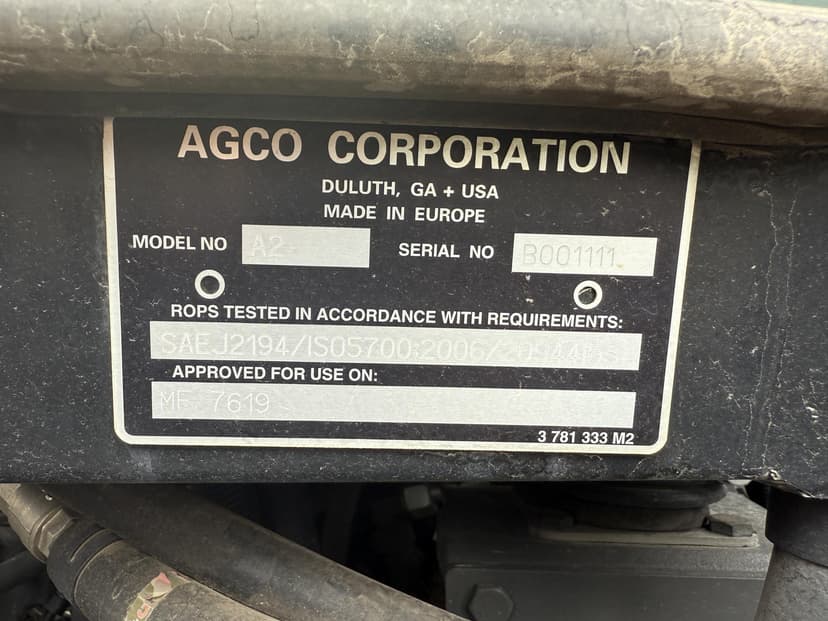 AGCO CORPORATION
DULUTH, GA + USA
MADE IN EUROPE
MODEL NO A2
SERIAL NO B001111
ROPS TESTED IN ACCORDANCE WITH REQUIREMENTS:
SAEJ2194/ISO5700:2006/
APPROVED FOR USE ON:
MF 7619
3 781 333 M2